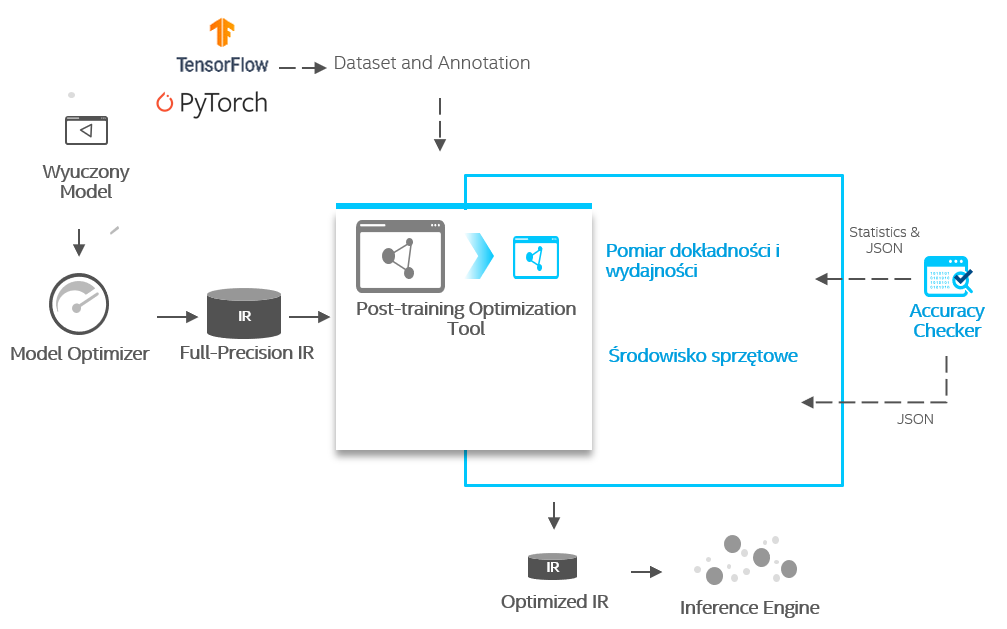 TensorFlow
Dataset and Annotation
PyTorch
Wyuczony
Model
Statistics &
JSON
Pomiar dokładności i
wydajności
Post-training Optimization
Tool
IR
Accuracy
Checker
Model Optimizer
Full-Precision IR
Środowisko sprzętowe
JSON
IR
Optimized IR
Inference Engine